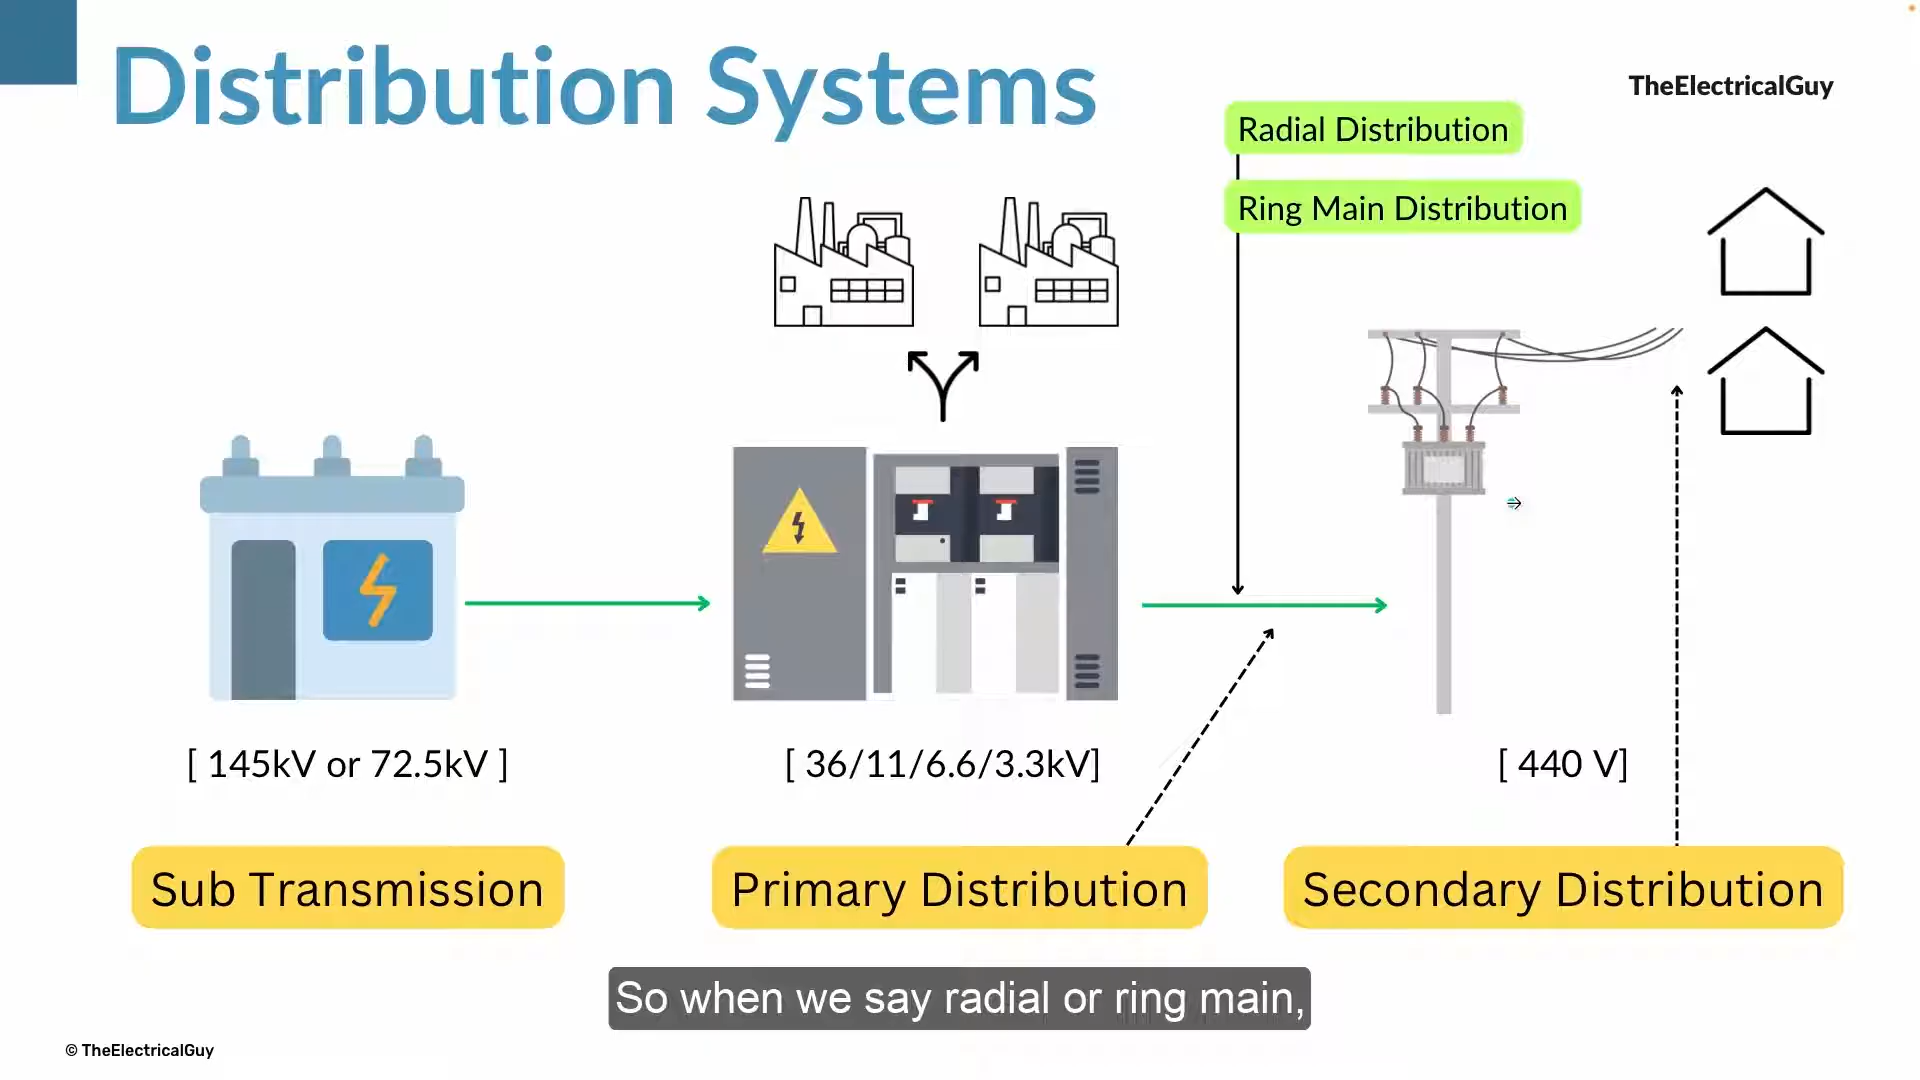 Distribution Systems
TheElectricalGuy
Radial Distribution
Ring Main Distribution
[ 145kV or 72.5kV ]
[ 36/11/6.6/3.3kV]
[ 440 V]
Sub Transmission
Primary Distribution
Secondary Distribution
So when we say radial or ring main,
© TheElectricalGuy